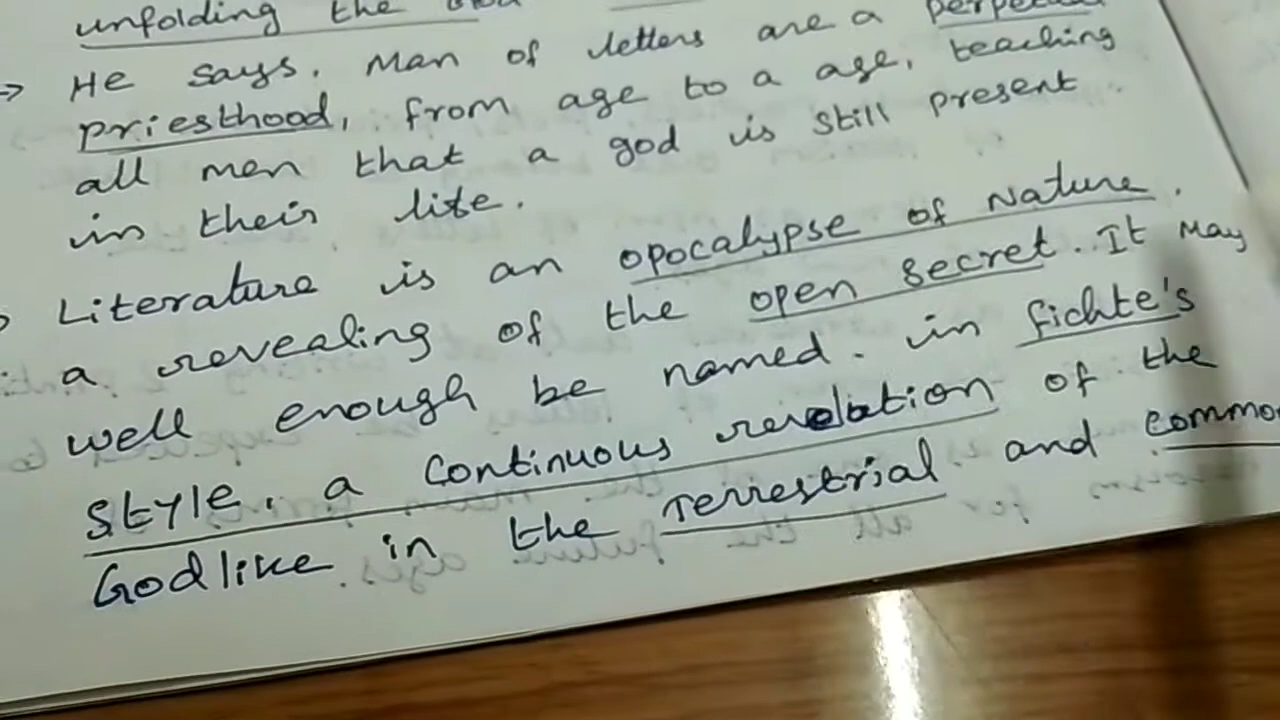 unfolding the
→ He says. Man of letters are a
priesthood, from age to a age, teaching
all men that a god is still present
in their life.
Literature is an opocalypse of Nature.
a revealing of the open secret. It may
well enough be named. in fichte's
style, a continuous revelation of the
Godlike in the Terrestrial and common